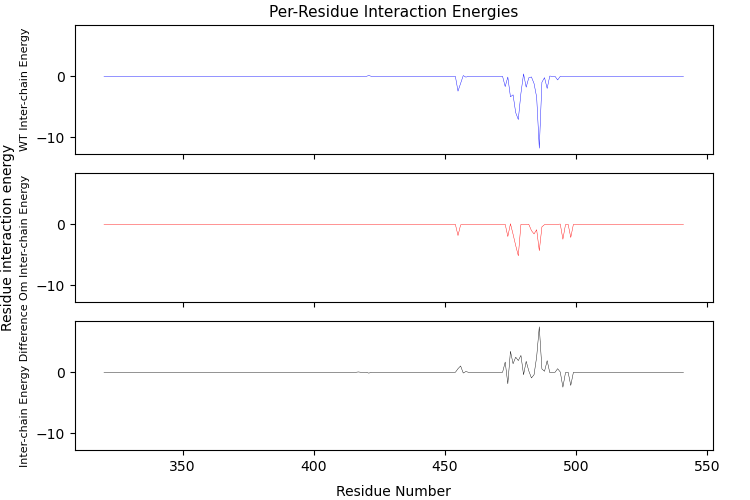 Per-Residue Interaction Energies
Residue interaction energy
WT Inter-chain Energy
0
−10
Om Inter-chain Energy
0
−10
Inter-chain Energy Difference
0
−10
350
400
450
500
550
Residue Number